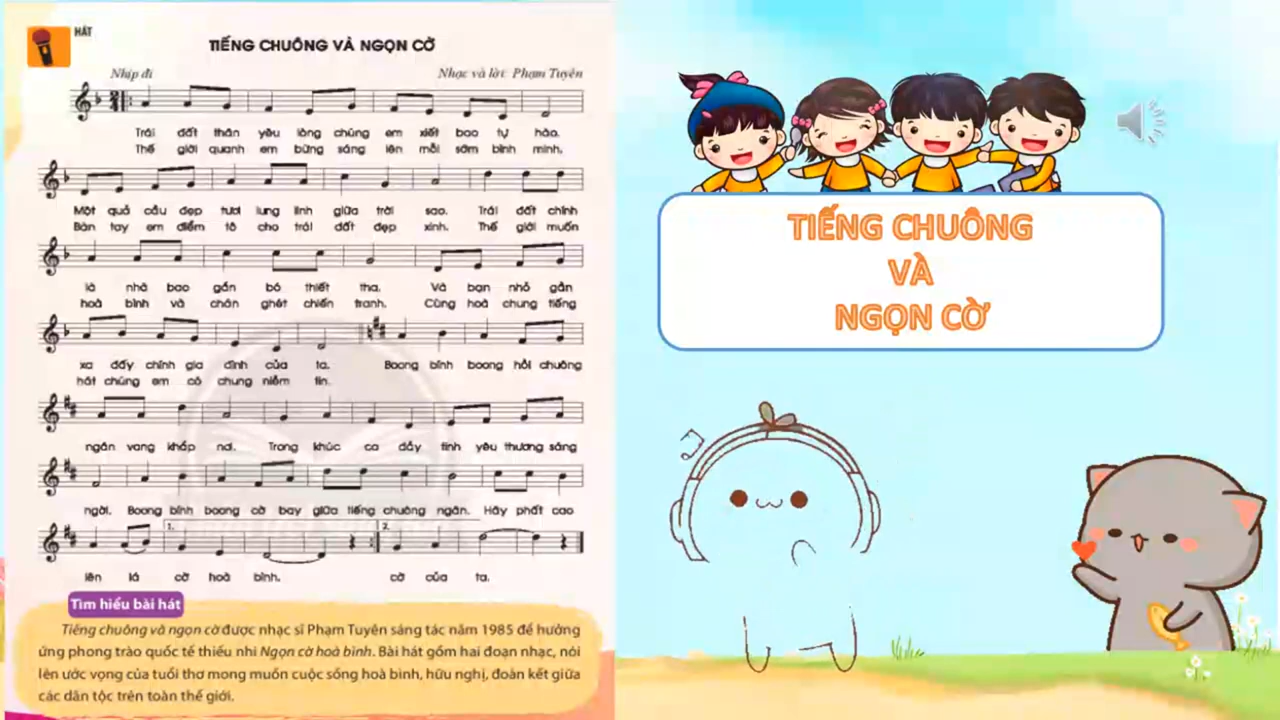 HÁT
TIẾNG CHUÔNG VÀ NGỌN CỜ
Nhịp đi
Nhạc và lời: Phạm Tuyên
Trái đất thân yêu lòng chúng em xiết bao tự hào.
Thế giới quanh em bừng sáng lên mỗi sớm bình minh,
Một quả cầu đẹp tươi lung linh giữa trời sao. Trái đất chính
Bàn tay em điểm tô cho trái đất đẹp xinh. Thế giới muốn
là nhà bao gắn bó thiết tha, Và bạn nhỏ gần
hoà bình và chán ghét chiến tranh. Cùng hoà chung tiếng
xa đấy chính gia đình của ta. Boong bính boong hồi chuông
hát chúng em có chung niềm tin.
ngân vang khắp nơi. Trong khúc ca đầy tình yêu thương sáng
ngời. Boong bính boong cờ bay giữa tiếng chuông ngân. Hãy phất cao
1.
2.
lên lá cờ hoà bình. cờ của ta.
Tìm hiểu bài hát
Tiếng chuông và ngọn cờ được nhạc sĩ Phạm Tuyên sáng tác năm 1985 để hưởng
ứng phong trào quốc tế thiếu nhi Ngọn cờ hoà bình. Bài hát gồm hai đoạn nhạc, nói
lên ước vọng của tuổi thơ mong muốn cuộc sống hoà bình, hữu nghị, đoàn kết giữa
các dân tộc trên toàn thế giới.
TIẾNG CHUÔNG
VÀ
NGỌN CỜ